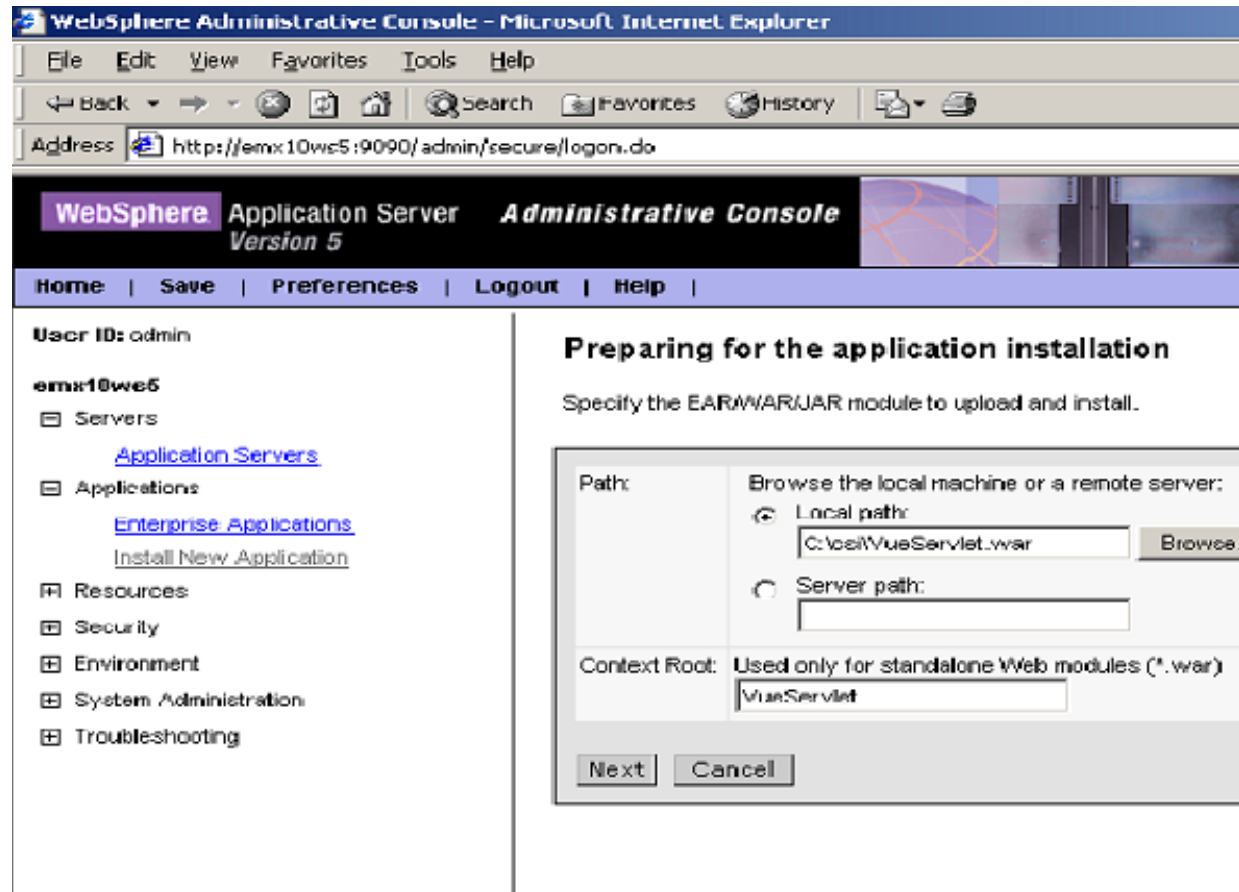 WebSphere Administrative Console - Microsoft Internet Explorer
File Edit View Favorites Tools Help
Back Search Favorites History
Address http://emx10ws5:9090/admin/secure/logon.do
WebSphere Application Server Administrative Console
Version 5
Home | Save | Preferences | Logout | Help |
User ID: admin
emx10ws5
Servers
Application Servers
Applications
Enterprise Applications
Install New Application
Resources
Security
Environment
System Administration
Troubleshooting
Preparing for the application installation
Specify the EAR/WAR/JAR module to upload and install.
Path: Browse the local machine or a remote server:
Local path:
C:\csi\VueServlet.war Browse.
Server path:
Context Root: Used only for standalone Web modules (*.war)
VueServlet
Next Cancel